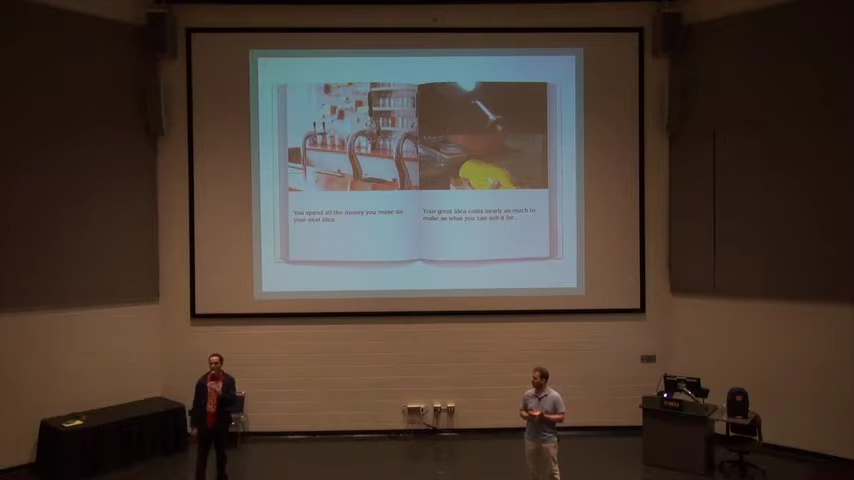 You spend all the money you make on
your next idea.
Your great idea costs nearly as much to
make as what you can sell it for...